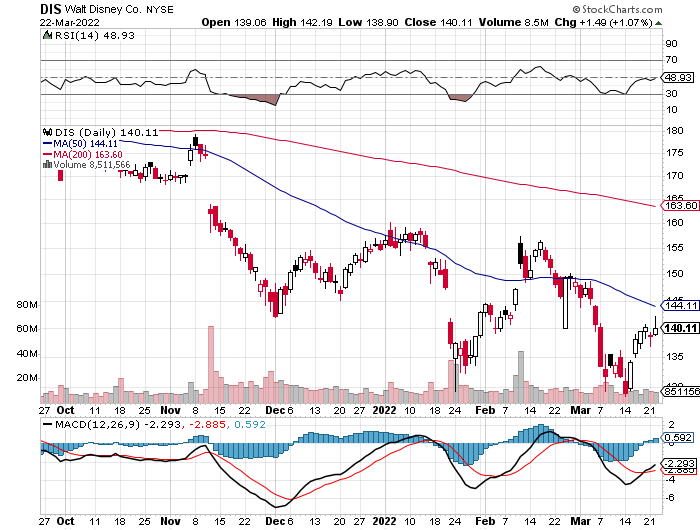 DIS Walt Disney Co. NYSE © StockCharts.com
22-Mar-2022 Open 139.06 High 142.19 Low 138.90 Close 140.11 Volume 8.5M Chg +1.49 (+1.07%)
RSI(14) 48.93
90
70
48.93
30
10
DIS (Daily) 140.11
MA(50) 144.11
MA(200) 163.60
Volume 8,511,566
180
175
170
165
163.60
160
155
150
145
144.11
140.11
135
130
8511566
80M
60M
40M
20M
27 Oct 11 18 25 Nov 8 15 22 Dec 6 13 20 27 2022 10 18 24 Feb 7 14 22 Mar 7 14 21
MACD(12,26,9) -2.293, -2.885, 0.592
2
0.592
-2.293
-2.885
-4
-6
27 Oct 11 18 25 Nov 8 15 22 Dec 6 13 20 27 2022 10 18 24 Feb 7 14 22 Mar 7 14 21